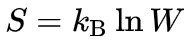 S = k_B ln W